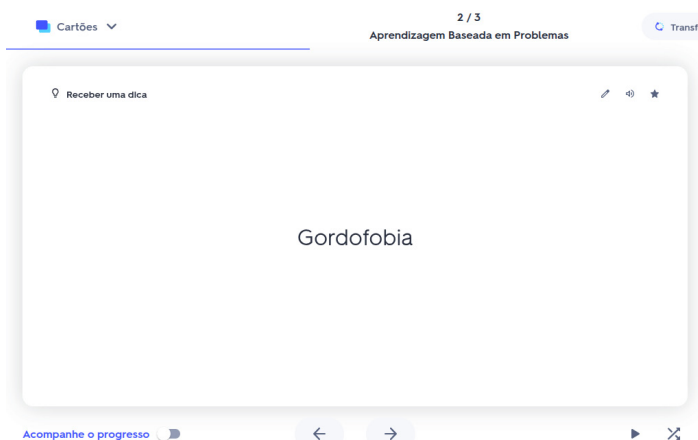 Cartões
2 / 3
Aprendizagem Baseada em Problemas
Receber uma dica
Gordofobia
Acompanhe o progresso